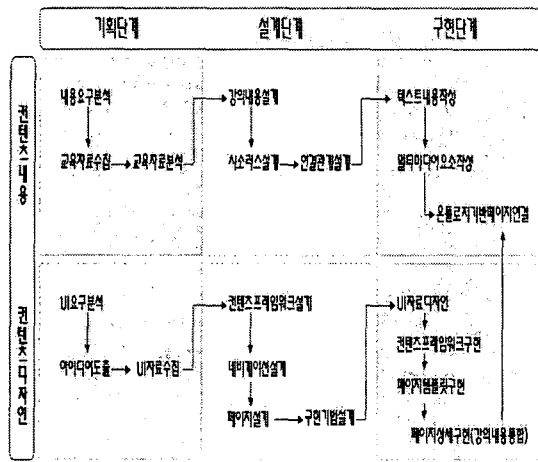 기획단계
설계단계
구현단계
컨텐츠내용
내용요구분석
교육자료수집
교육자료분석
강의내용설계
시소러스설계
연결관계설계
텍스트내용작성
멀티미디어요소작성
온톨로지기반페이지연결
컨텐츠디자인
UI요구분석
아이디어도출
UI자료수집
컨텐츠프레임워크설계
네비게이션설계
페이지설계
구현기법설계
UI자료디자인
컨텐츠프레임워크구현
페이지템플릿구현
페이지상세구현(강의내용통합)